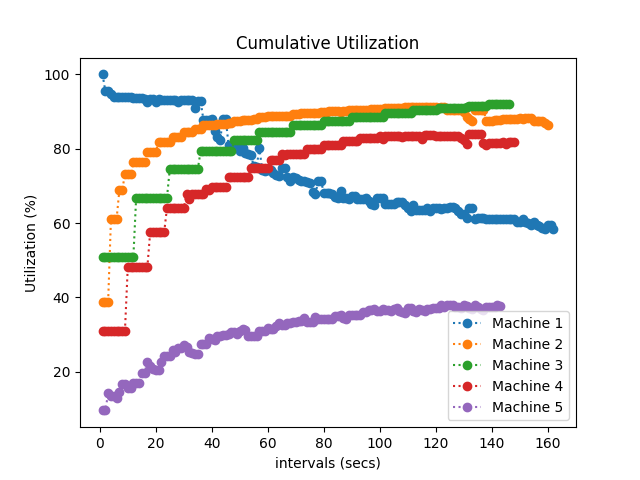 Cumulative Utilization
Utilization (%)
100
80
60
40
20
0 20 40 60 80 100 120 140 160
intervals (secs)
Machine 1
Machine 2
Machine 3
Machine 4
Machine 5